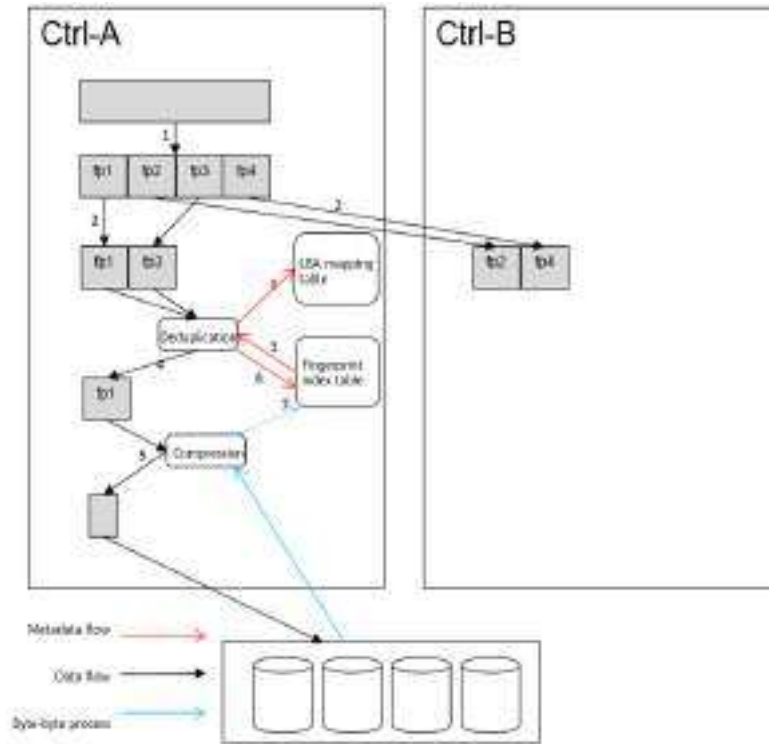 Ctrl-A
Ctrl-B
1
fp1 fp2 fp3 fp4
2
2
fp1 fp3
fp2 fp4
LBA mapping
table
Deduplication
3
Fingerprint
index table
6
fp1
7
5
Compression
Metadata flow
Data flow
Byte-byte process